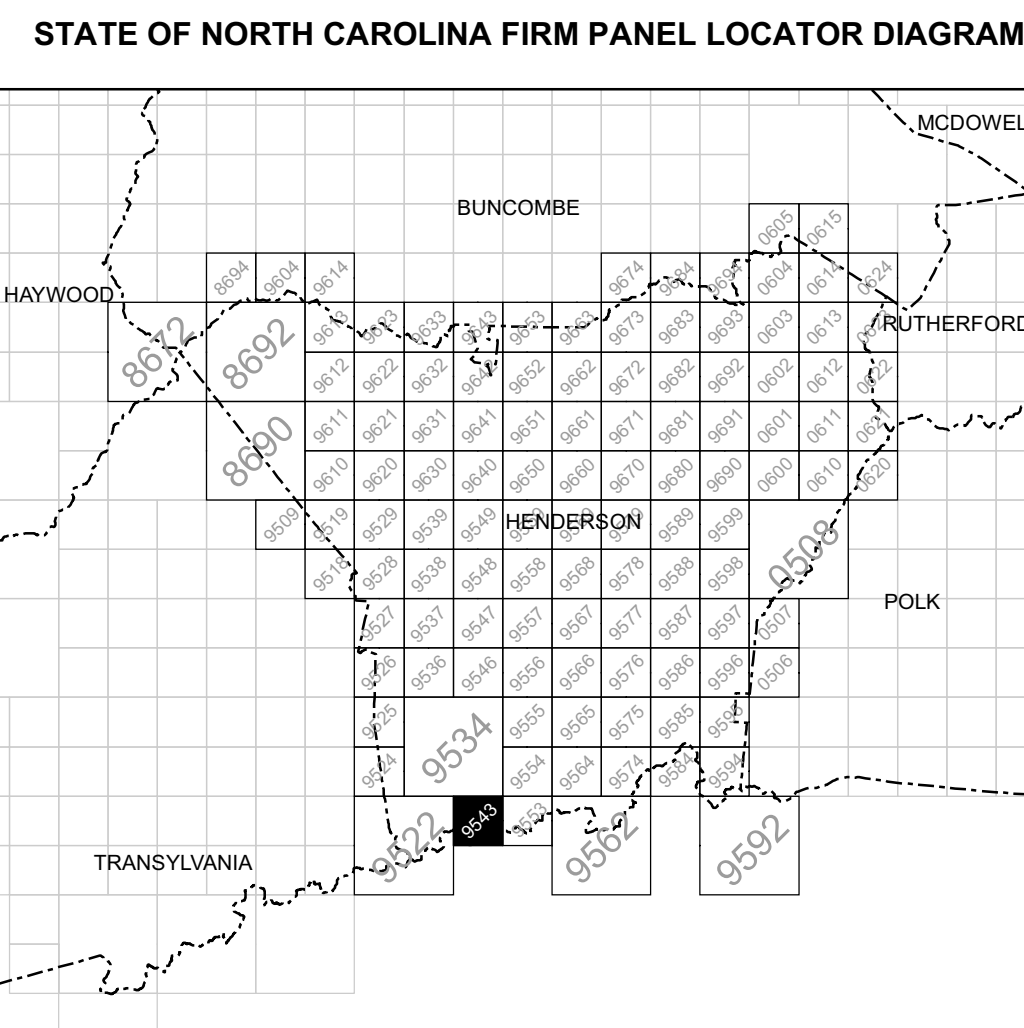 STATE OF NORTH CAROLINA FIRM PANEL LOCATOR DIAGRAM
MCDOWEL
BUNCOMBE
0605 0615
8694 9604 9614 9674 9684 9694 0604 0614 0624
HAYWOOD
8672 8692 9613 9623 9633 9643 9653 9663 9673 9683 9693 0603 0613 RUTHERFORD
9612 9622 9632 9642 9652 9662 9672 9682 9692 0602 0612 0622
8690 9611 9621 9631 9641 9651 9661 9671 9681 9691 0601 0611 0621
9610 9620 9630 9640 9650 9660 9670 9680 9690 0600 0610 0620
9509 9519 9529 9539 9549 HENDERSON 9589 9599 0508
9518 9528 9538 9548 9558 9568 9578 9588 9598
POLK
9527 9537 9547 9557 9567 9577 9587 9597 0507
9526 9536 9546 9556 9566 9576 9586 9596 0506
9525 9534 9555 9565 9575 9585 9595
9524 9554 9564 9574 9584 9594
9522 9543 9553 9562 9592
TRANSYLVANIA